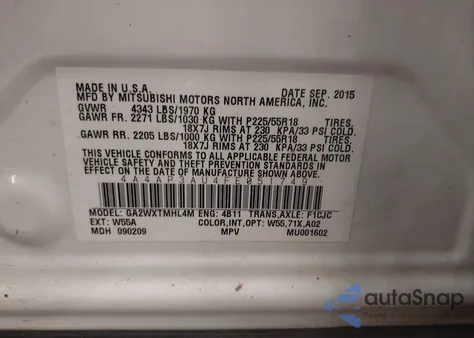 MADE IN U.S.A. DATE SEP. 2015
MFD BY MITSUBISHI MOTORS NORTH AMERICA, INC.
GVWR 4343 LBS/1970 KG
GAWR FR. 2271 LBS/1030 KG WITH P225/55R18 TIRES,
18X7J RIMS AT 230 KPA/33 PSI COLD.
GAWR RR. 2205 LBS/1000 KG WITH P225/55R18 TIRES,
18X7J RIMS AT 230 KPA/33 PSI COLD.
THIS VEHICLE CONFORMS TO ALL APPLICABLE FEDERAL MOTOR
VEHICLE SAFETY AND THEFT PREVENTION STANDARDS IN
EFFECT ON THE DATE OF MANUFACTURE SHOWN ABOVE.
4A4AP3AU4FE051749
MODEL: GA2WXTMHL4M ENG: 4B11 TRANS,AXLE: F1CJC
EXT: W55A COLOR,INT,OPT: W55,71X,A02
MDH 090209 MPV MU001602
autoSnap